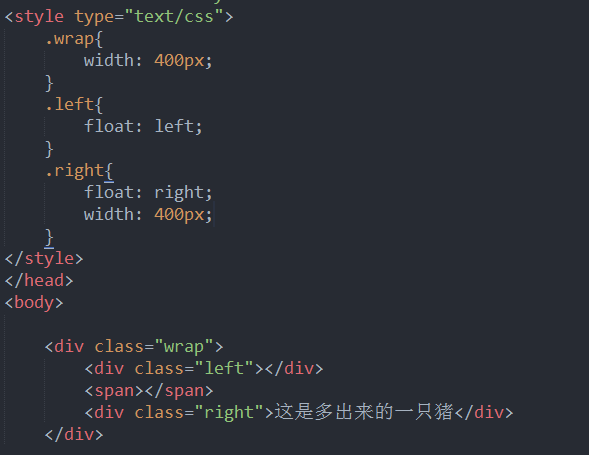 <style type="text/css">
.wrap{
width: 400px;
}
.left{
float: left;
}
.right{
float: right;
width: 400px;
}
</style>
</head>
<body>
<div class="wrap">
<div class="left"></div>
<span></span>
<div class="right">这是多出来的一只猪</div>
</div>